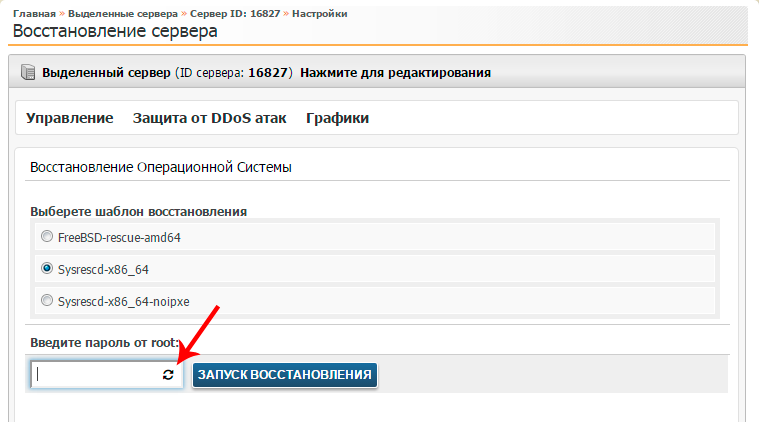 Главная » Выделенные сервера » Сервер ID: 16827 » Настройки
Восстановление сервера
Выделенный сервер (ID сервера: 16827) Нажмите для редактирования
Управление Защита от DDoS атак Графики
Восстановление Операционной Системы
Выберете шаблон восстановления
FreeBSD-rescue-amd64
Sysrescd-x86_64
Sysrescd-x86_64-noipxe
Введите пароль от root:
ЗАПУСК ВОССТАНОВЛЕНИЯ